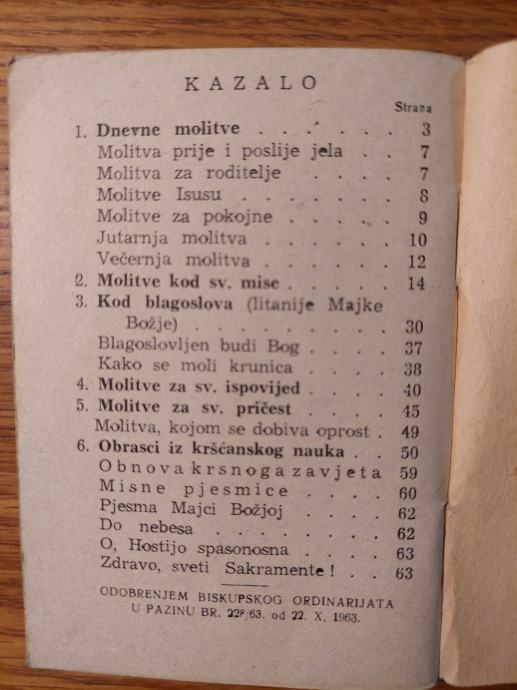 KAZALO
Strana
1. Dnevne molitve . . . . . . 3
Molitva prije i poslije jela . . 7
Molitva za roditelje . . . . 7
Molitve Isusu . . . . . . 8
Molitve za pokojne . . . . . 9
Jutarnja molitva . . . . . . 10
Večernja molitva . . . . . . 12
2. Molitve kod sv. mise . . . . . 14
3. Kod blagoslova (litanije Majke
Božje) . . . . . . . . . 30
Blagoslovljen budi Bog . . . . 37
Kako se moli krunica . . . . 38
4. Molitve za sv. ispovijed . . . . 40
5. Molitve za sv. pričest . . . . 45
Molitva, kojom se dobiva oprost . 49
6. Obrasci iz kršćanskog nauka . . 50
Obnova krsnoga zavjeta 59
Misne pjesmice . . . . 60
Pjesma Majci Božjoj . . . . 62
Do nebesa . . . . . . . 62
O, Hostijo spasonosna . . . . 63
Zdravo, sveti Sakramente ! . . 63
ODOBRENJEM BISKUPSKOG ORDINARIJATA
U PAZINU BR. 228/63. od 22. X. 1963.